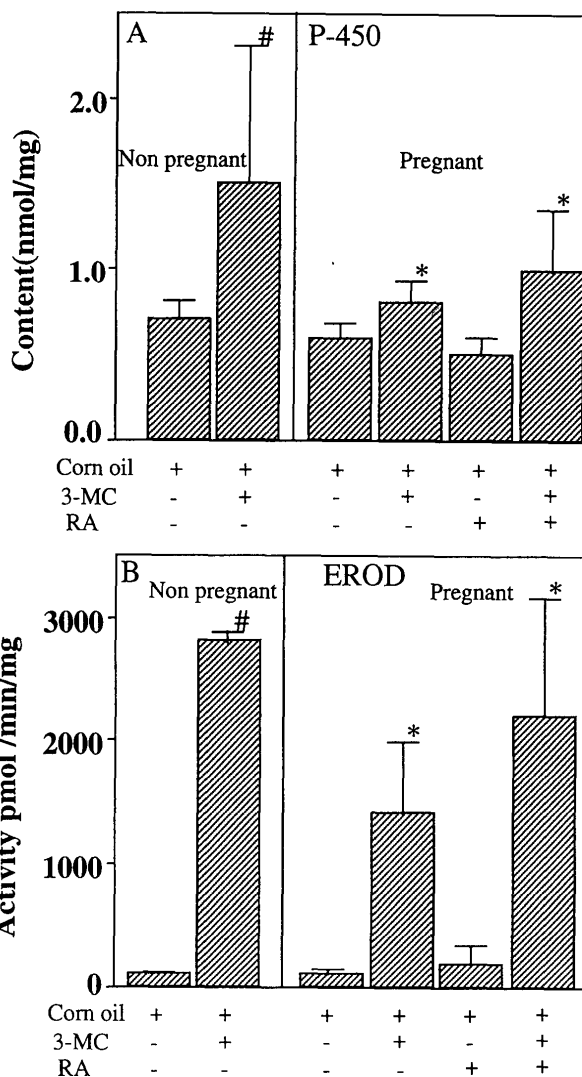 A
#
P-450
2.0
Non pregnant
Pregnant
*
*
1.0
Content(nmol/mg)
0.0
Corn oil + + + + + +
3-MC - + - + - +
RA - - - - + +
B
EROD
Non pregnant
Pregnant
*
#
3000
*
2000
Activity pmol /min/mg
1000
0
Corn oil + + + + + +
3-MC - + - + - +
RA - - - - + +